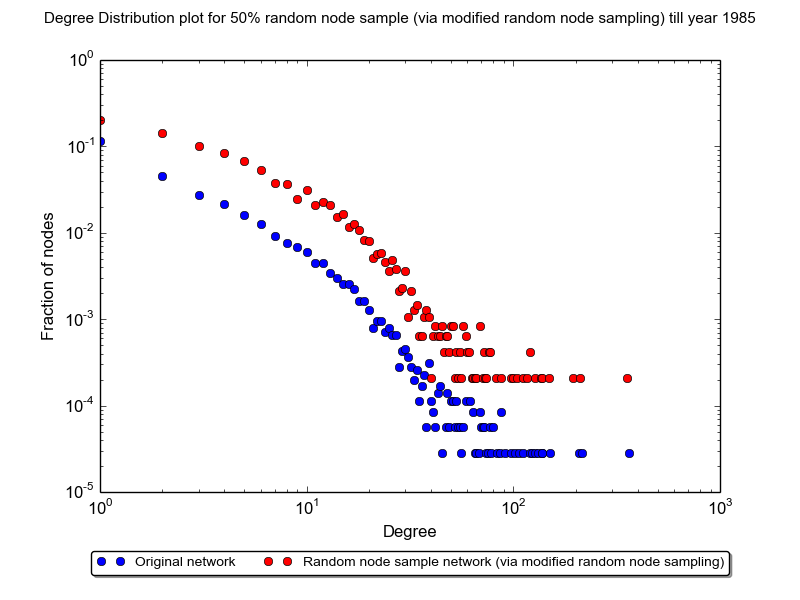 Degree Distribution plot for 50% random node sample (via modified random node sampling) till year 1985
10^0
10^-1
10^-2
10^-3
10^-4
10^-5
Fraction of nodes
10^0 10^1 10^2 10^3
Degree
Original network Random node sample network (via modified random node sampling)